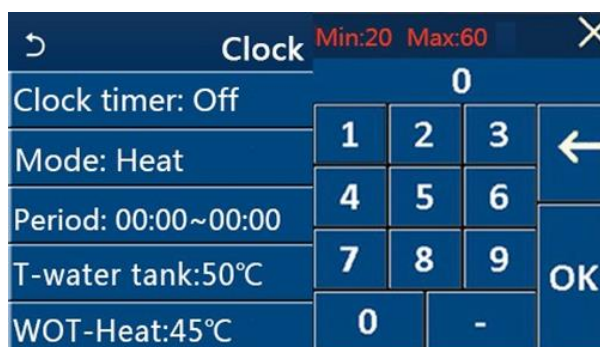 Clock
Clock timer: Off
Mode: Heat
Period: 00:00~00:00
T-water tank:50℃
WOT-Heat:45℃
Min:20 Max:60
0
1 2 3
4 5 6
7 8 9
OK
0 -